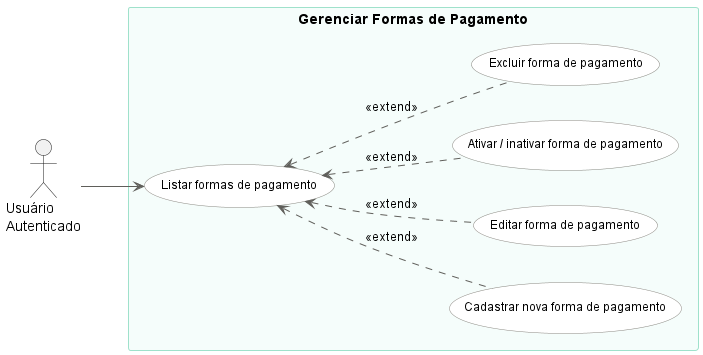 Gerenciar Formas de Pagamento
Excluir forma de pagamento
«extend»
Ativar / inativar forma de pagamento
«extend»
Listar formas de pagamento
Usuário
Autenticado
«extend»
Editar forma de pagamento
«extend»
Cadastrar nova forma de pagamento